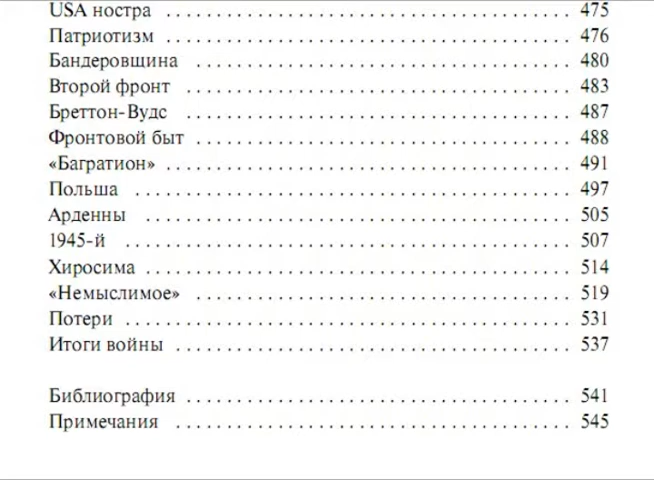 USA ностра ........................................ 475
Патриотизм ........................................ 476
Бандеровщина ..................................... 480
Второй фронт ...................................... 483
Бреттон-Вудс ...................................... 487
Фронтовой быт ..................................... 488
«Багратион» ........................................ 491
Польша ........................................... 497
Арденны .......................................... 505
1945-й ............................................ 507
Хиросима .......................................... 514
«Немыслимое» ..................................... 519
Потери ............................................ 531
Итоги войны ....................................... 537
Библиография ...................................... 541
Примечания ....................................... 545